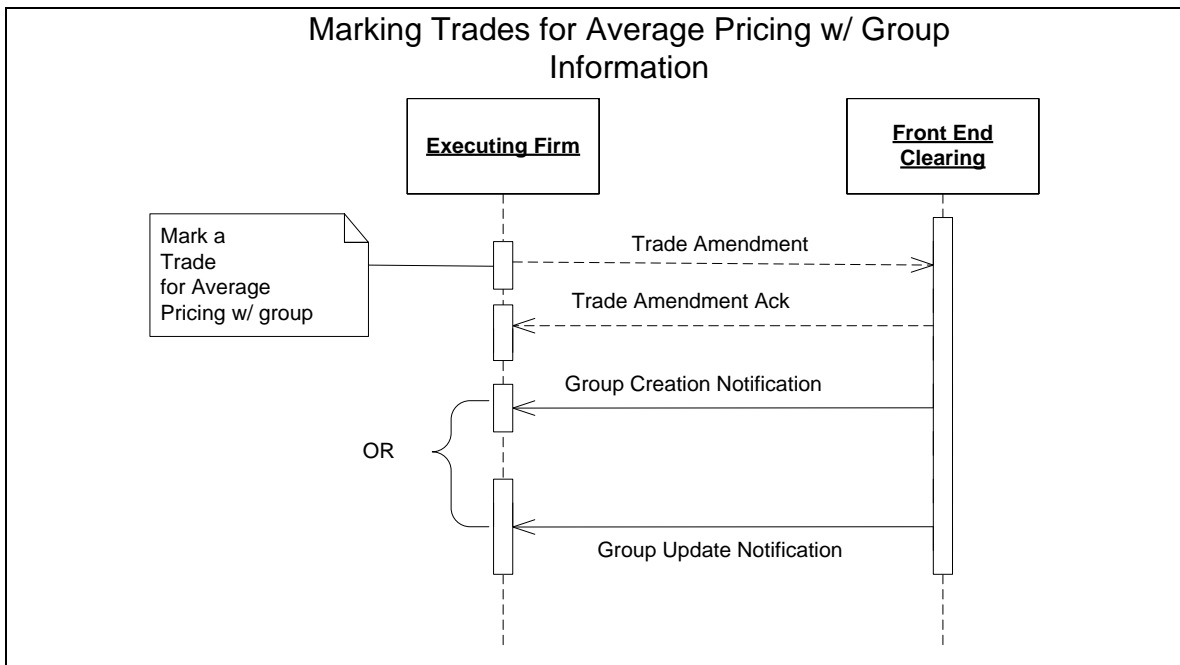 Marking Trades for Average Pricing w/ Group
Information
Executing Firm
Front End
Clearing
Mark a
Trade
for Average
Pricing w/ group
Trade Amendment
Trade Amendment Ack
Group Creation Notification
OR
Group Update Notification